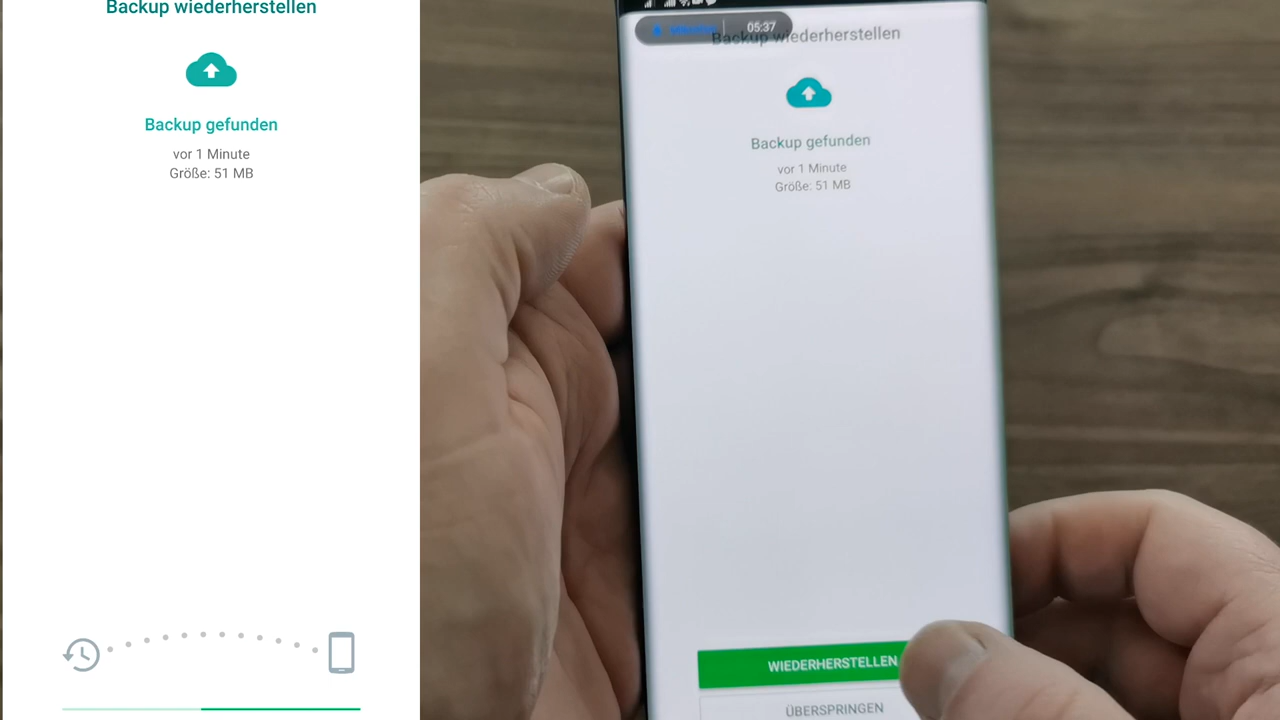 Backup wiederherstellen
Backup gefunden
vor 1 Minute
Größe: 51 MB
05:37
Backup wiederherstellen
Backup gefunden
vor 1 Minute
Größe: 51 MB
WIEDERHERSTELLEN
ÜBERSPRINGEN